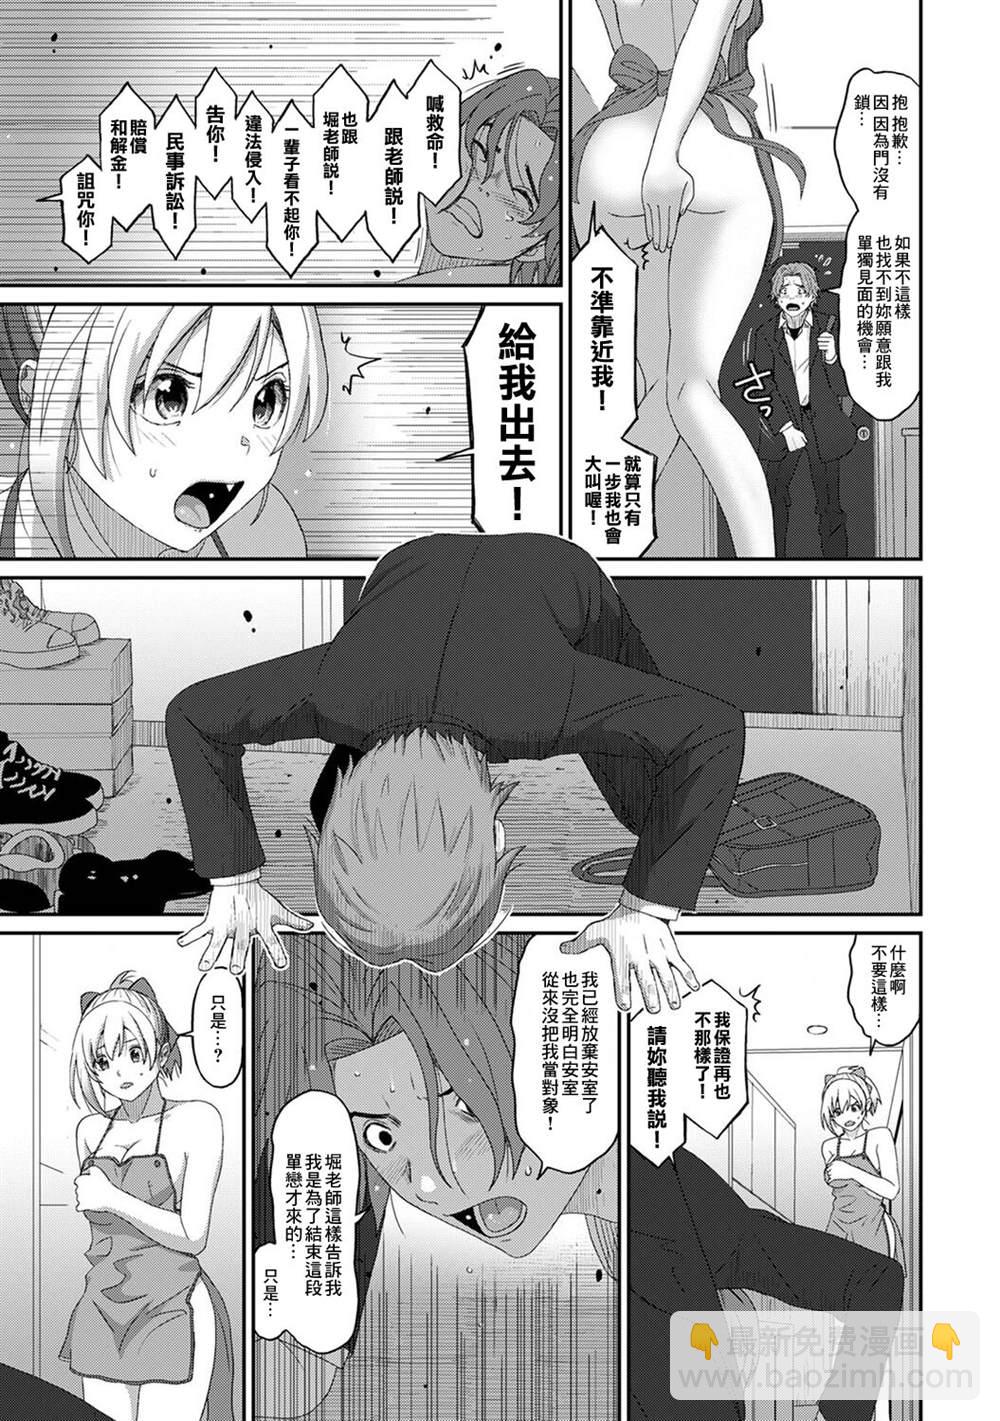 抱抱歉…
因因為門沒有
鎖…
如果不這樣
也找不到妳願意跟我
單獨見面的機會…
不準靠近我！
就算只有
一步我也會
大叫喔！
さっ
喊救命！
跟老師説！
也跟
堀老師説！
一輩子看不起你！
違法侵入！
告你！
民事訴訟！
賠償
和解金！
詛咒你！
給我出去！
什麼啊
不要這樣…
我保證再也
不那樣了！
請妳聽我説！
我已經放棄安室了
也完全明白安室
從來沒把我當對象！
堀老師這樣告訴我
我是為了結束這段
單戀才來的…
只是…
只是…？
最新免费漫画
www.baozimh.com